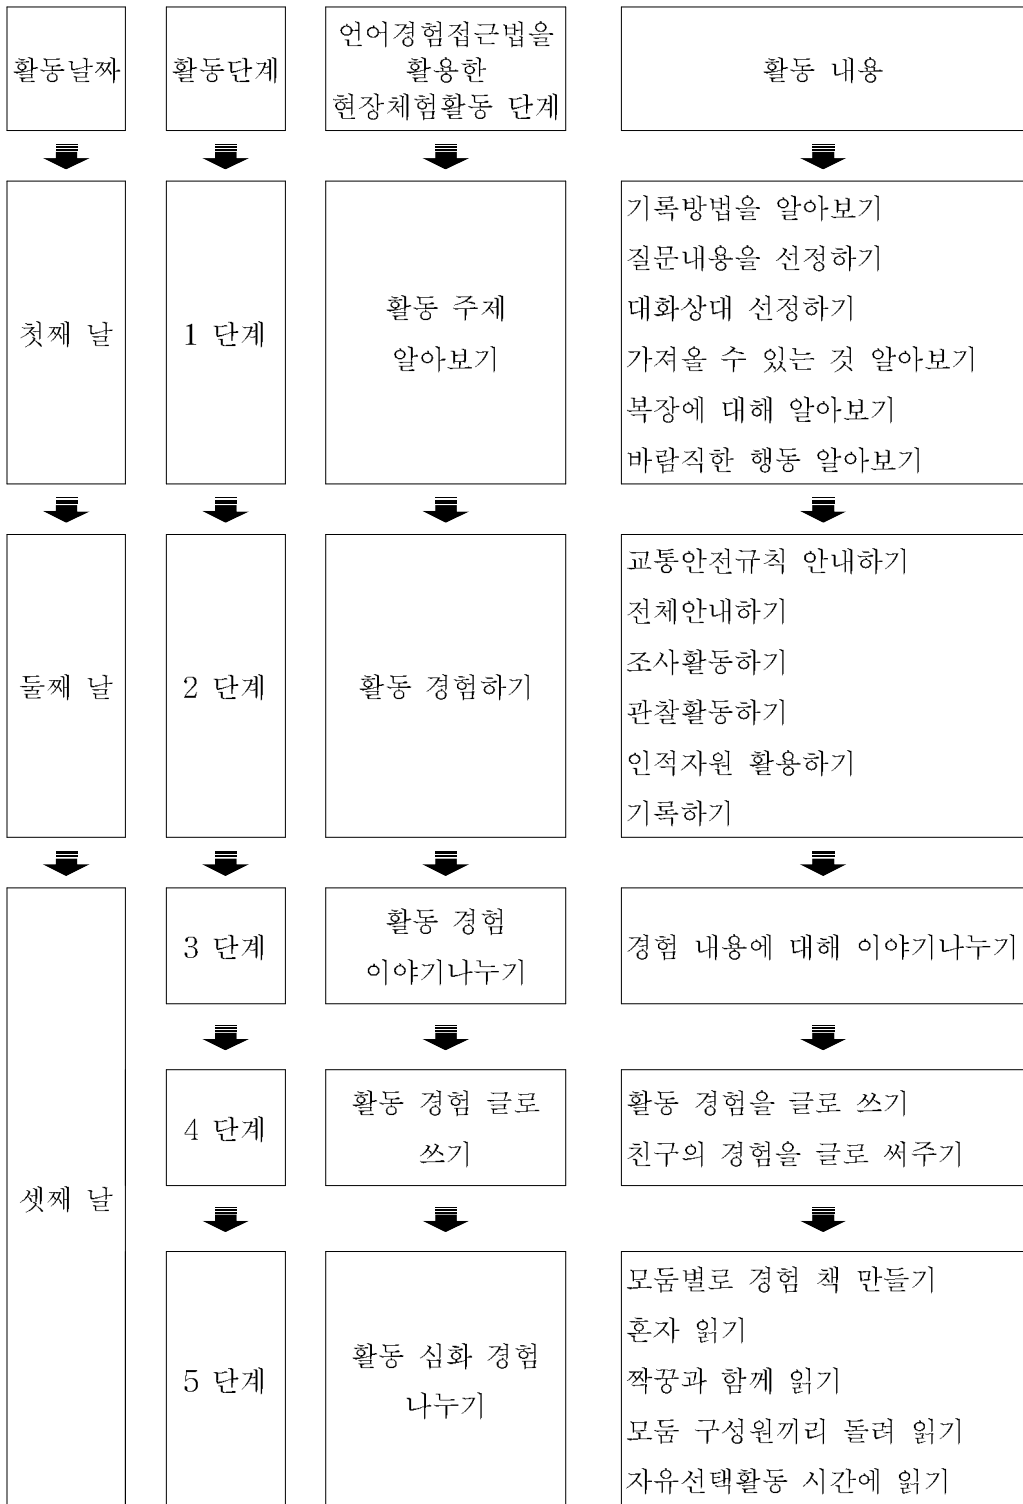 활동날짜
활동단계
언어경험접근법을
활용한
현장체험활동 단계
활동 내용
첫째 날
1 단계
활동 주제
알아보기
기록방법을 알아보기
질문내용을 선정하기
대화상대 선정하기
가져올 수 있는 것 알아보기
복장에 대해 알아보기
바람직한 행동 알아보기
둘째 날
2 단계
활동 경험하기
교통안전규칙 안내하기
전체안내하기
조사활동하기
관찰활동하기
인적자원 활용하기
기록하기
셋째 날
3 단계
활동 경험
이야기나누기
경험 내용에 대해 이야기나누기
4 단계
활동 경험 글로
쓰기
활동 경험을 글로 쓰기
친구의 경험을 글로 써주기
5 단계
활동 심화 경험
나누기
모둠별로 경험 책 만들기
혼자 읽기
짝꿍과 함께 읽기
모둠 구성원끼리 돌려 읽기
자유선택활동 시간에 읽기